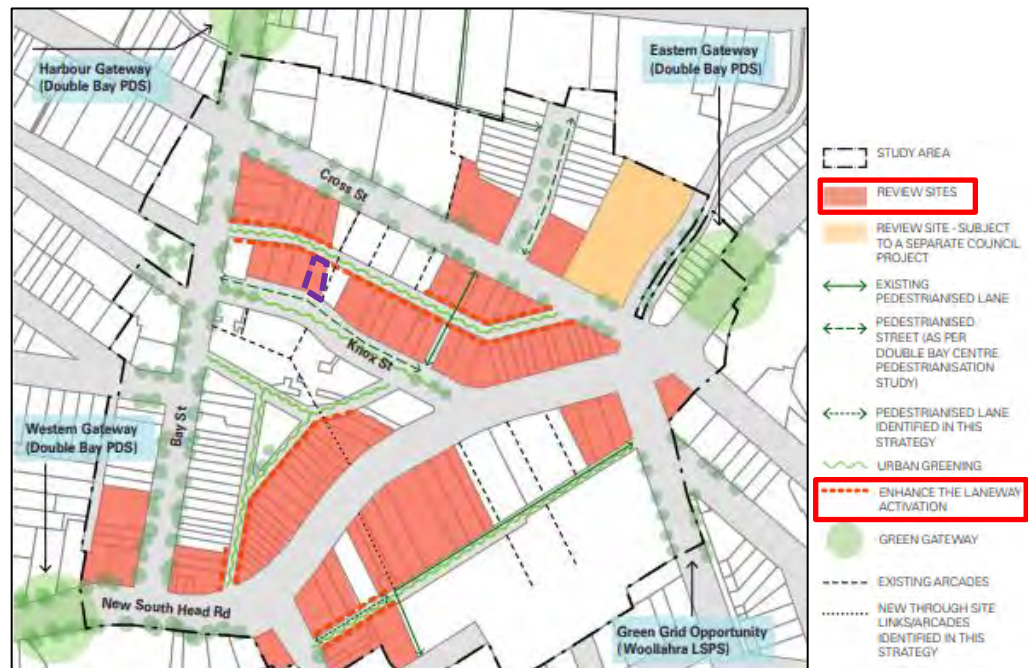 Harbour Gateway
(Double Bay PDS)
Eastern Gateway
(Double Bay PDS)
Cross St
Knox St
Bay St
Western Gateway
(Double Bay PDS)
New South Head Rd
Green Grid Opportunity
(Woollahra LSPS)
STUDY AREA
REVIEW SITES
REVIEW SITE - SUBJECT
TO A SEPARATE COUNCIL
PROJECT
EXISTING
PEDESTRIANISED LANE
PEDESTRIANISED
STREET (AS PER
DOUBLE BAY CENTRE
PEDESTRIANISATION
STUDY)
PEDESTRIANISED LANE
IDENTIFIED IN THIS
STRATEGY
URBAN GREENING
ENHANCE THE LANEWAY
ACTIVATION
GREEN GATEWAY
EXISTING ARCADES
NEW THROUGH SITE
LINKS/ARCADES
IDENTIFIED IN THIS
STRATEGY